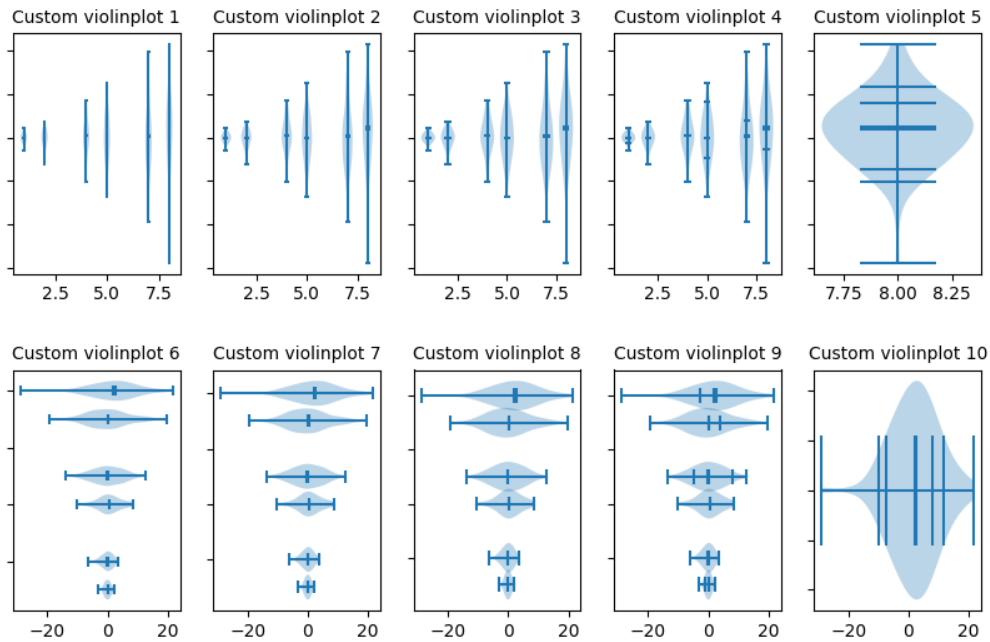 Custom violinplot 1 Custom violinplot 2 Custom violinplot 3 Custom violinplot 4 Custom violinplot 5
2.5 5.0 7.5 2.5 5.0 7.5 2.5 5.0 7.5 2.5 5.0 7.5 7.75 8.00 8.25
Custom violinplot 6 Custom violinplot 7 Custom violinplot 8 Custom violinplot 9 Custom violinplot 10
−20 0 20 −20 0 20 −20 0 20 −20 0 20 −20 0 20